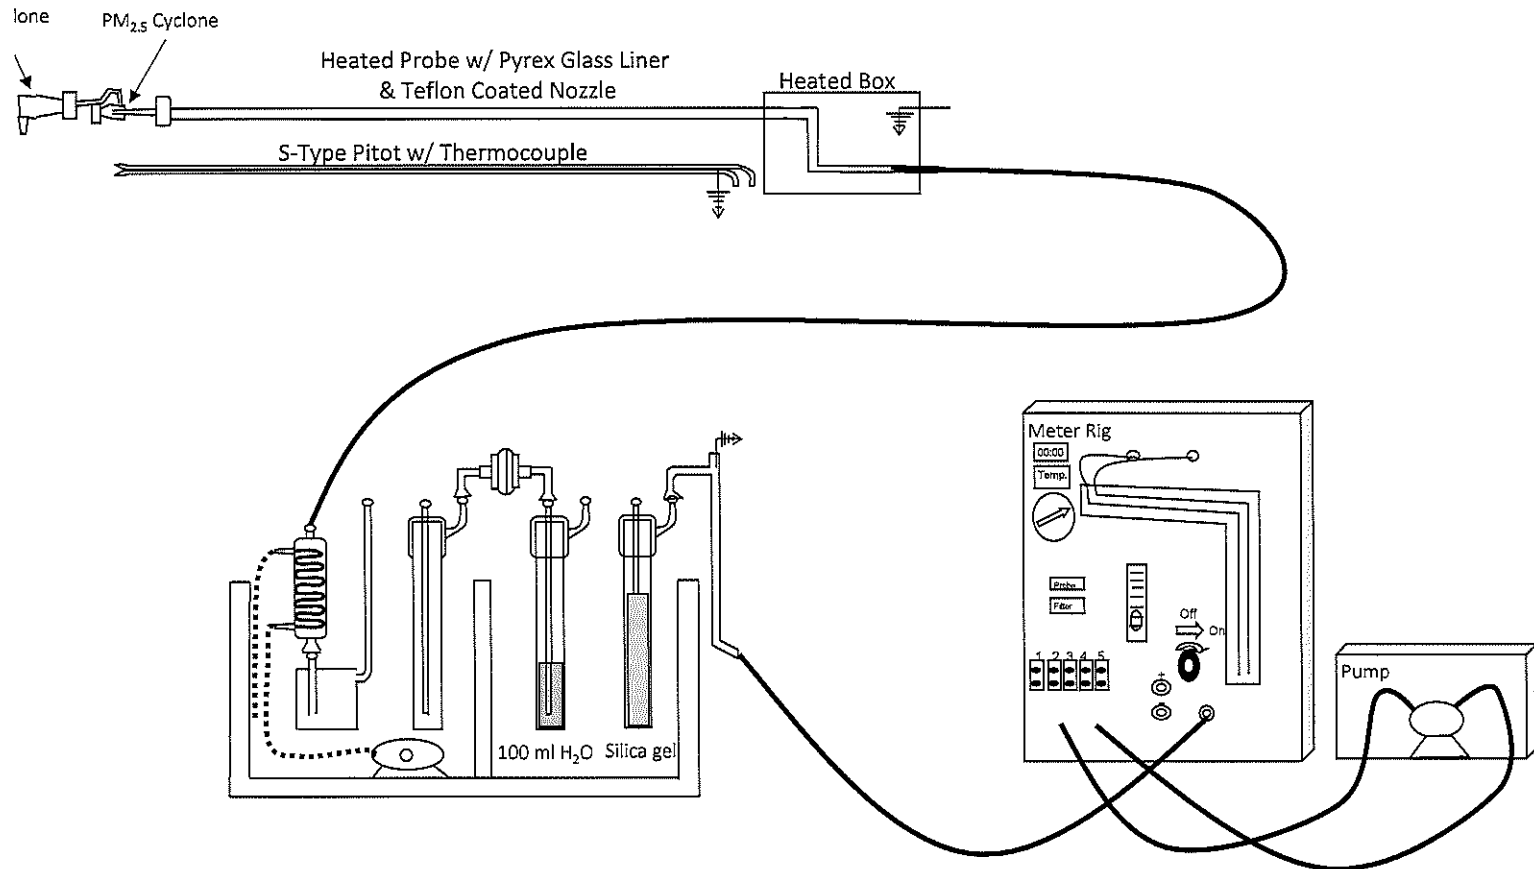 lone
PM2.5 Cyclone
Heated Probe w/ Pyrex Glass Liner
& Teflon Coated Nozzle
Heated Box
S-Type Pitot w/ Thermocouple
Meter Rig
00:00
Temp.
Probe
Filter
Off
On
1 2 3 4 5
+
-
Pump
100 ml H2O
Silica gel